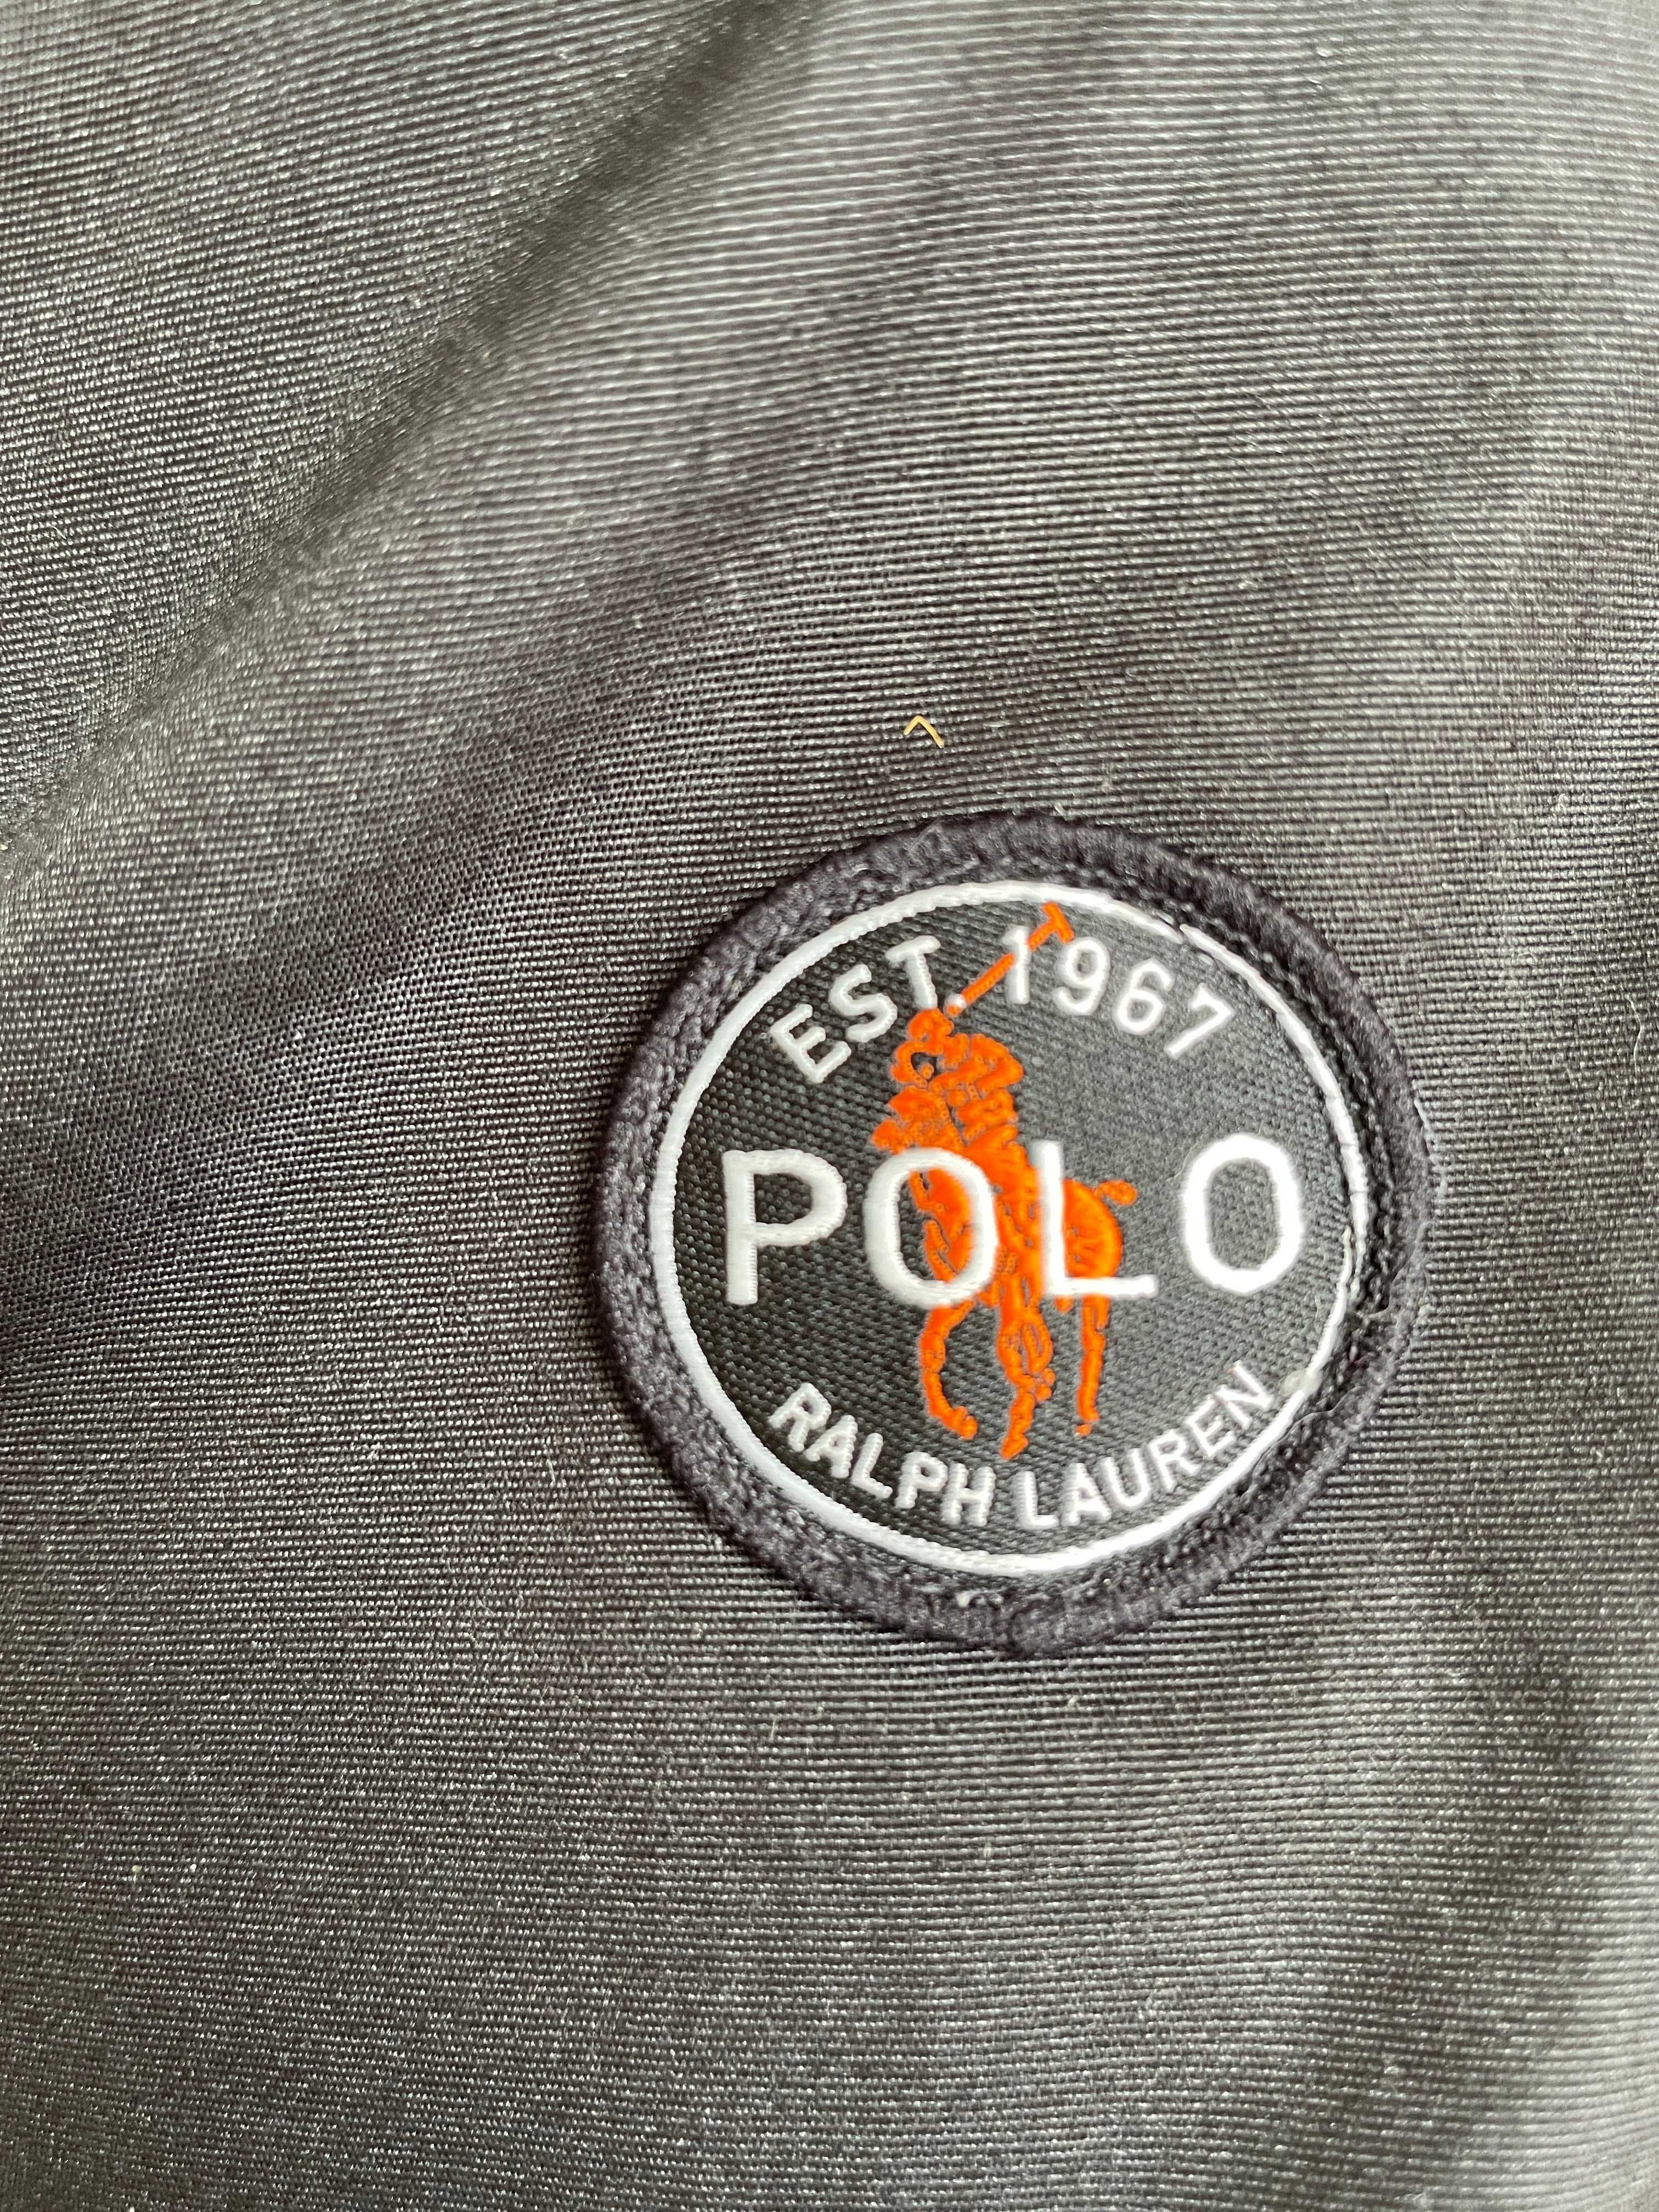 EST. 1967
POLO
RALPH LAUREN